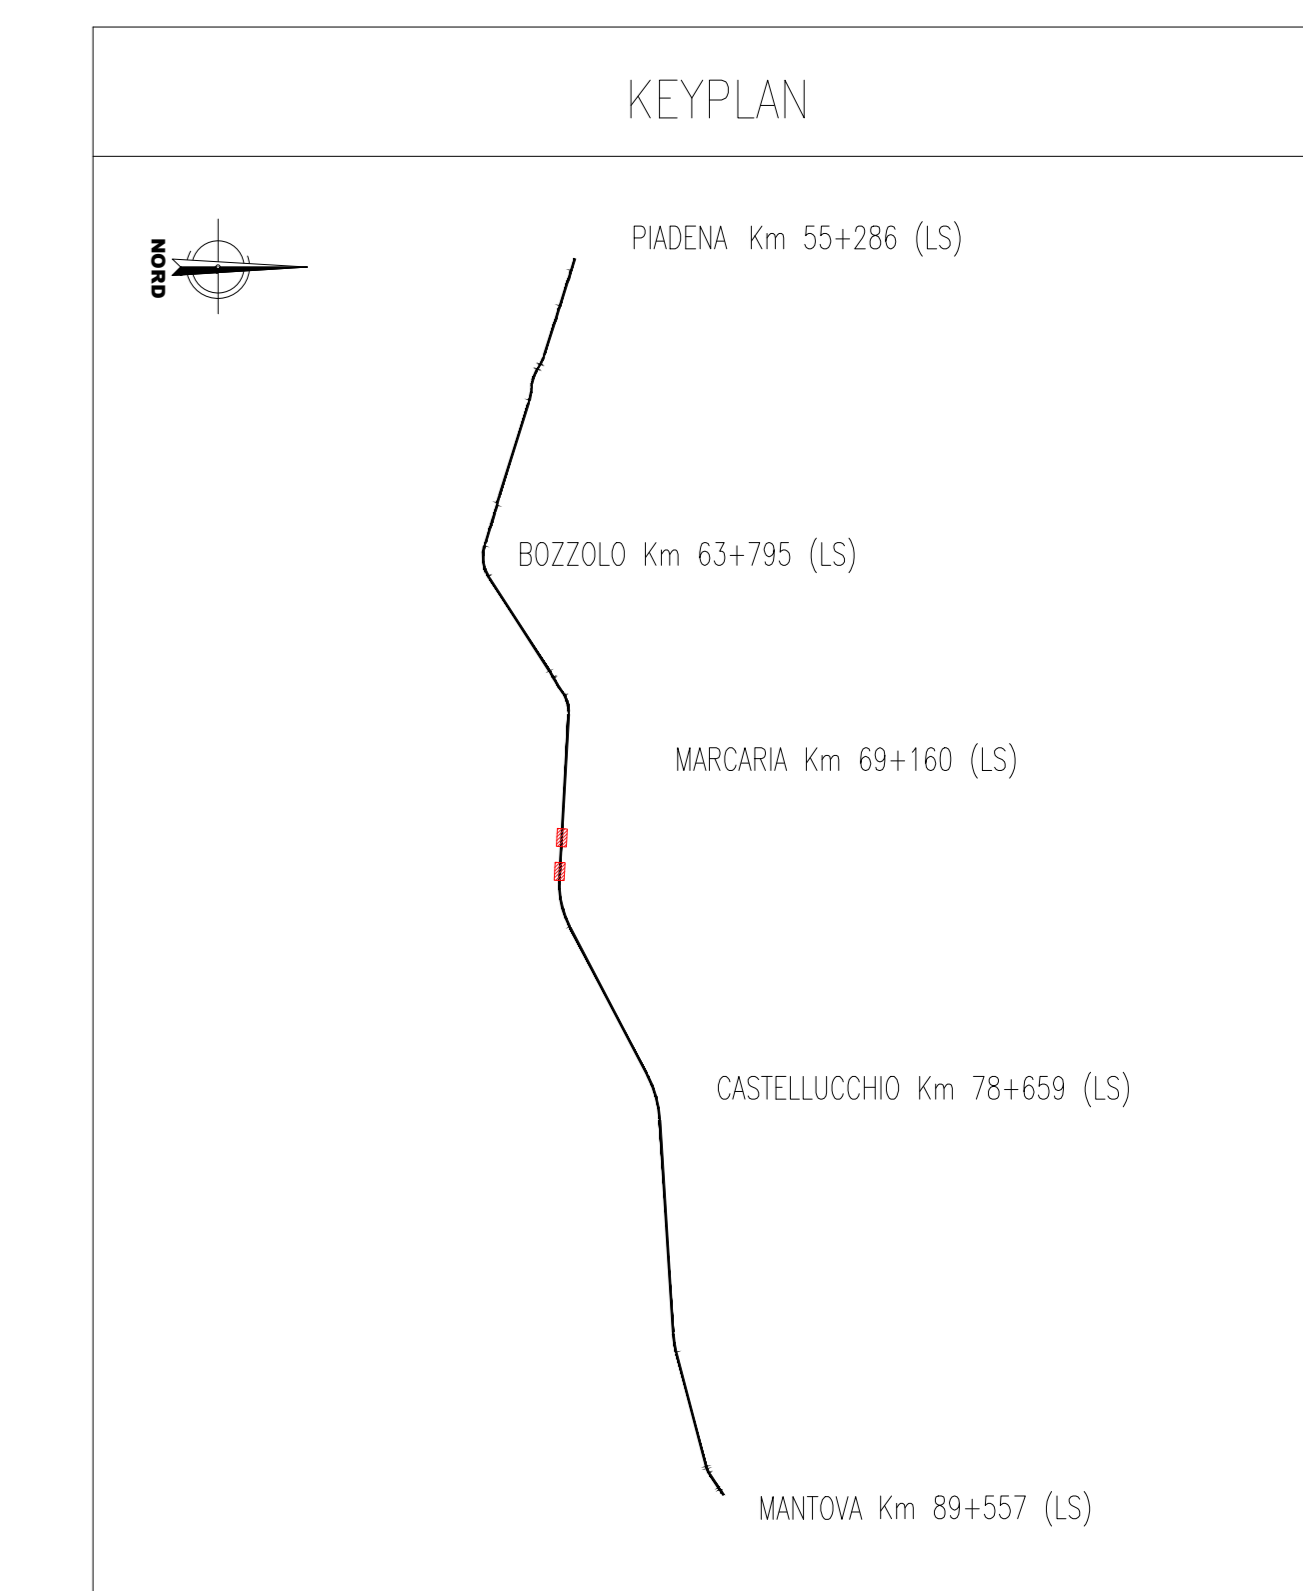 KEYPLAN
NORD
PIADENA Km 55+286 (LS)
BOZZOLO Km 63+795 (LS)
MARCARIA Km 69+160 (LS)
CASTELLUCCHIO Km 78+659 (LS)
MANTOVA Km 89+557 (LS)